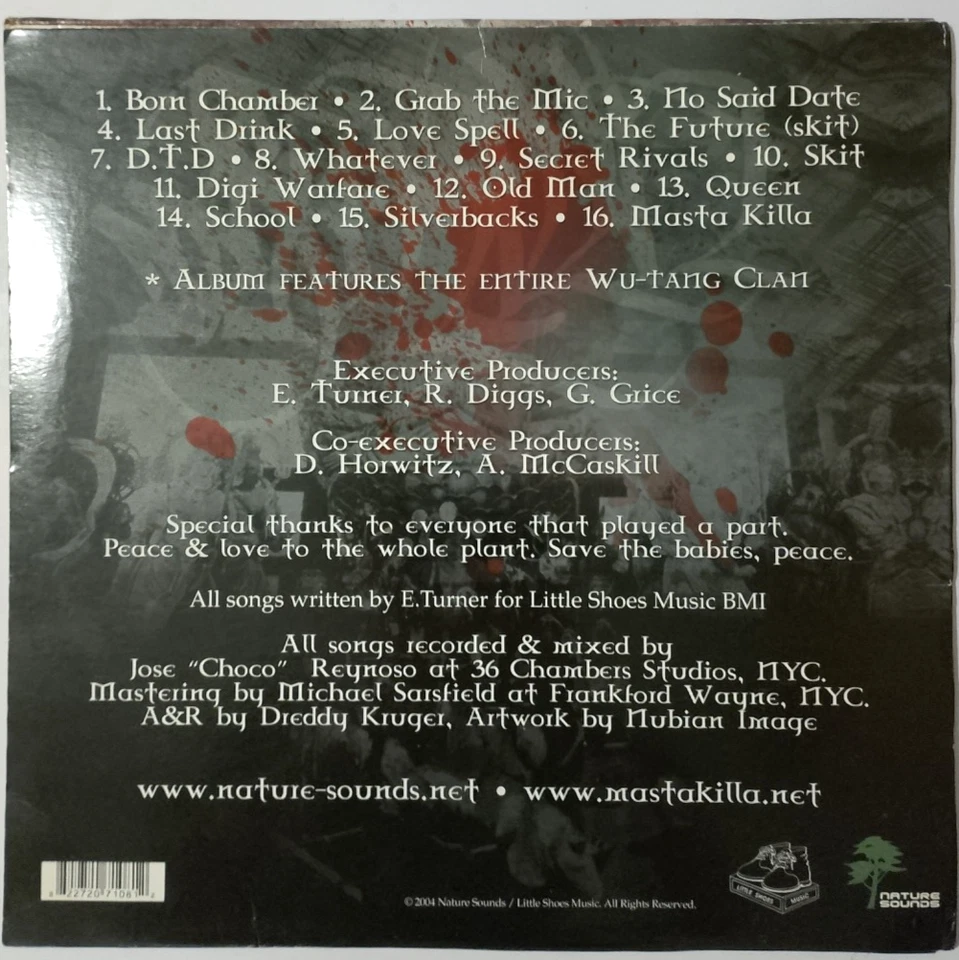 1. Born Chamber • 2. Grab the Mic • 3. No Said Date
4. Last Drink • 5. Love Spell • 6. The Future (skit)
7. D.T.D • 8. Whatever • 9. Secret Rivals • 10. Skit
11. Digi Warfare • 12. Old Man • 13. Queen
14. School • 15. Silverbacks • 16. Masta Killa
* Album features the entire Wu-tang Clan
Executive Producers:
E. Turner, R. Diggs, G. Grice
Co-executive Producers:
D. Horwitz, A. McCaskill
Special thanks to everyone that played a part.
Peace & love to the whole plant. Save the babies, peace.
All songs written by E.Turner for Little Shoes Music BMI
All songs recorded & mixed by
Jose "Choco" Reynoso at 36 Chambers Studios, NYC.
Mastering by Michael Sarsfield at Frankford Wayne, NYC.
A&R by Dreddy Kruger, Artwork by Nubian Image
www.nature-sounds.net • www.mastakilla.net
LITTLE SHOES MUSIC
NATURE SOUNDS
8 22720 71081 2
©2004 Nature Sounds / Little Shoes Music. All Rights Reserved.